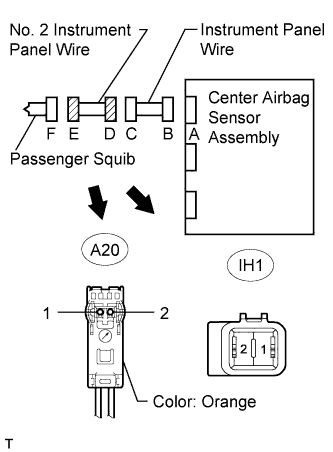 No. 2 Instrument
Panel Wire
Instrument Panel
Wire
Center Airbag
Sensor
Assembly
F E D C B A
Passenger Squib
A20
IH1
1 2
2 1
Color: Orange
T